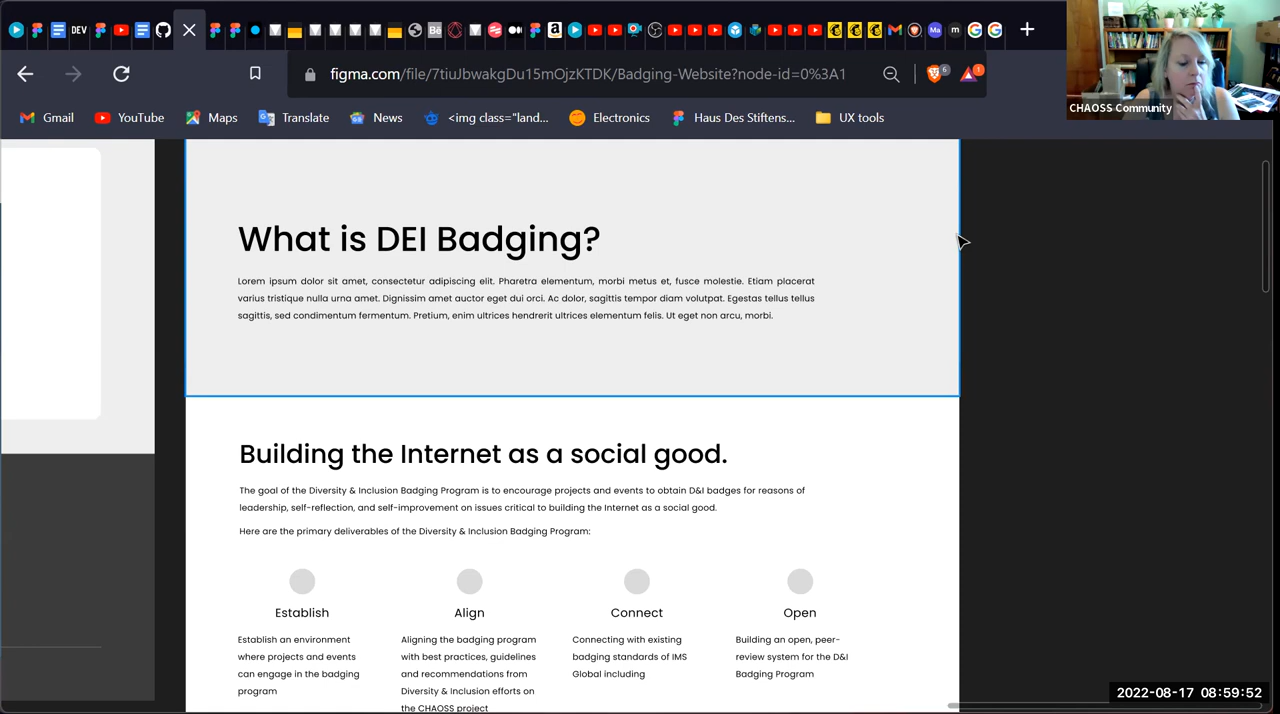 DEV
Bē
Ma
m
figma.com/file/7tiuJbwakgDu15mOjzKTDK/Badging-Website?node-id=0%3A1
6
1
Gmail
YouTube
Maps
Translate
News
<img class="land...
Electronics
Haus Des Stiftens...
UX tools
CHAOSS Community
What is DEI Badging?
Lorem ipsum dolor sit amet, consectetur adipiscing elit. Pharetra elementum, morbi metus et, fusce molestie. Etiam placerat
varius tristique nulla urna amet. Dignissim amet auctor eget dui orci. Ac dolor, sagittis tempor diam volutpat. Egestas tellus tellus
sagittis, sed condimentum fermentum. Pretium, enim ultrices hendrerit ultrices elementum felis. Ut eget non arcu, morbi.
Building the Internet as a social good.
The goal of the Diversity & Inclusion Badging Program is to encourage projects and events to obtain D&I badges for reasons of
leadership, self-reflection, and self-improvement on issues critical to building the Internet as a social good.
Here are the primary deliverables of the Diversity & Inclusion Badging Program:
Establish
Establish an environment
where projects and events
can engage in the badging
program
Align
Aligning the badging program
with best practices, guidelines
and recommendations from
Diversity & Inclusion efforts on
the CHAOSS project
Connect
Connecting with existing
badging standards of IMS
Global including
Open
Building an open, peer-
review system for the D&I
Badging Program
2022-08-17 08:59:52